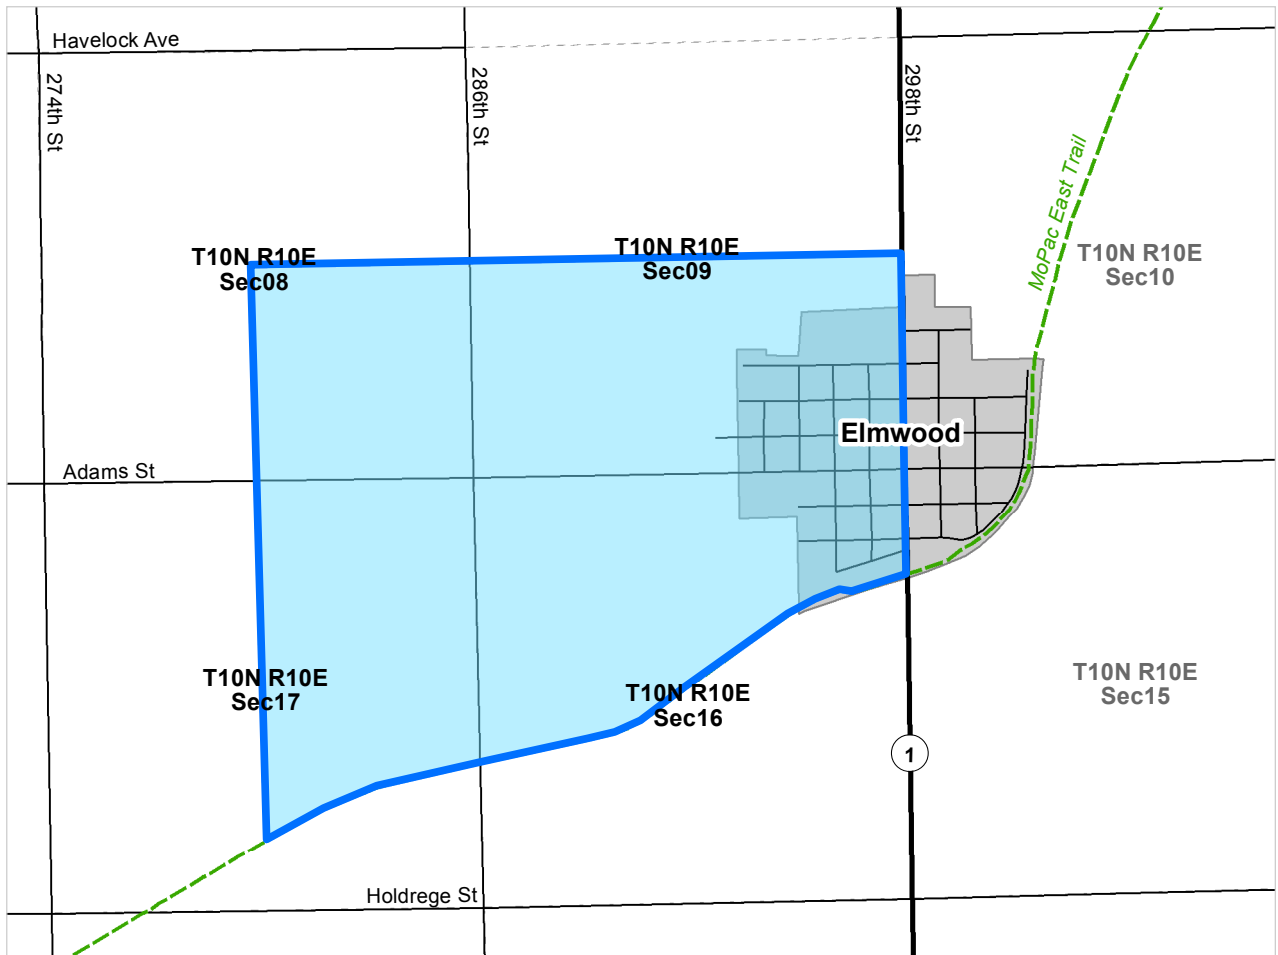 Havelock Ave
274th St
286th St
298th St
MoPac East Trail
T10N R10E
Sec08
T10N R10E
Sec09
T10N R10E
Sec10
Elmwood
Adams St
T10N R10E
Sec17
T10N R10E
Sec16
T10N R10E
Sec15
1
Holdrege St